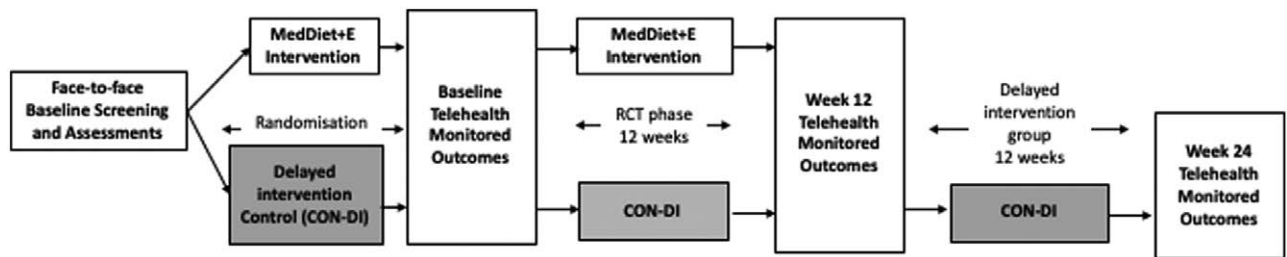 Face-to-face
Baseline Screening
and Assessments
MedDiet+E
Intervention
Randomisation
Delayed
intervention
Control (CON-DI)
Baseline
Telehealth
Monitored
Outcomes
MedDiet+E
Intervention
RCT phase
12 weeks
CON-DI
Week 12
Telehealth
Monitored
Outcomes
Delayed
intervention
group
12 weeks
CON-DI
Week 24
Telehealth
Monitored
Outcomes